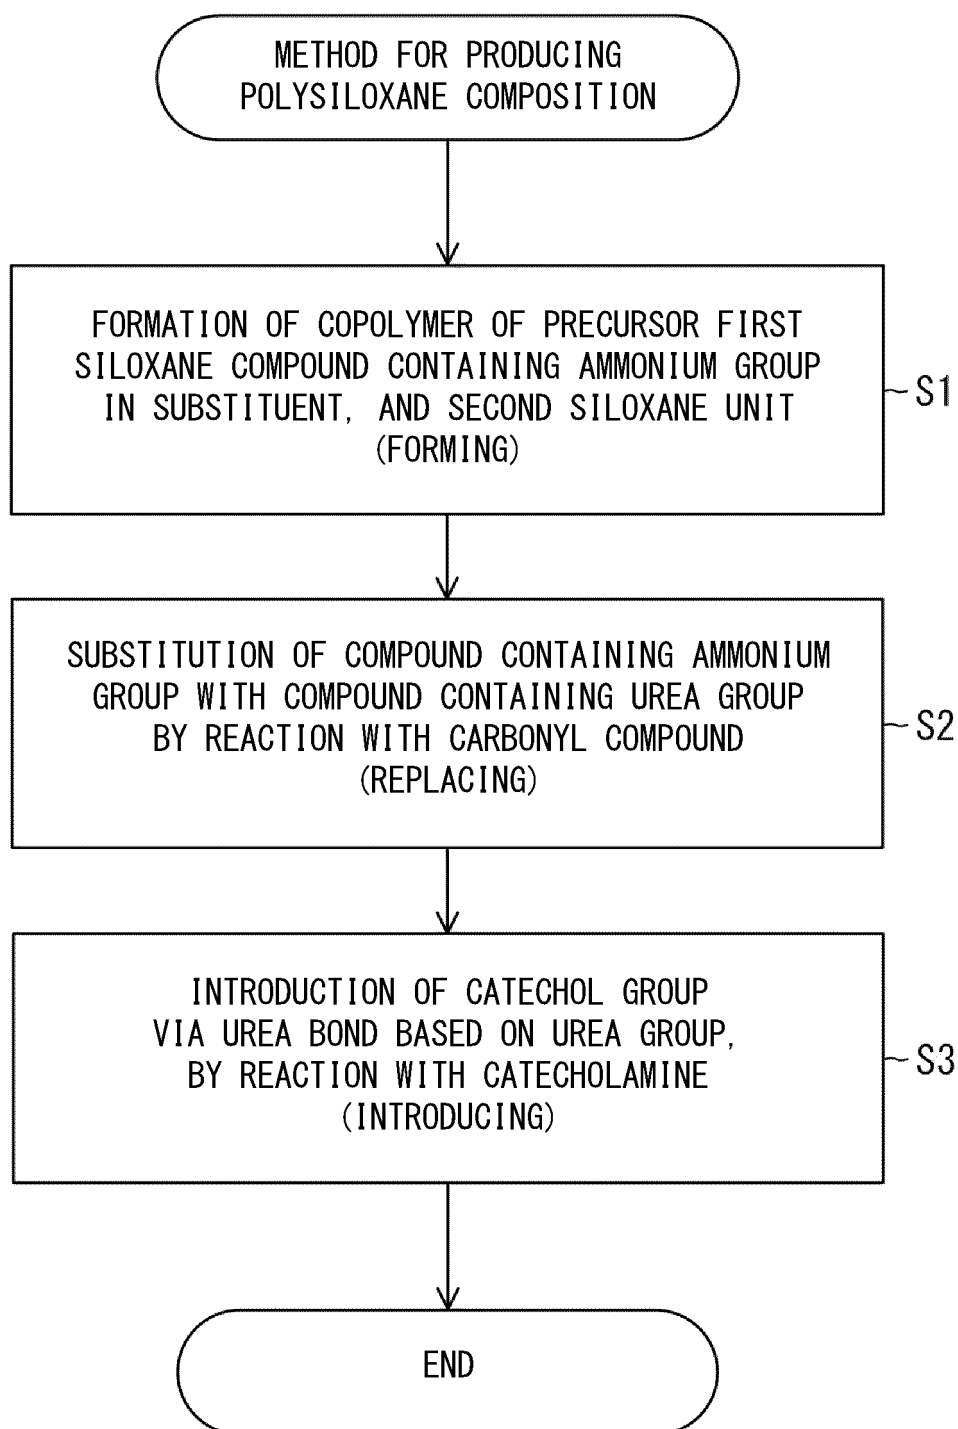 METHOD FOR PRODUCING
POLYSILOXANE COMPOSITION
FORMATION OF COPOLYMER OF PRECURSOR FIRST
SILOXANE COMPOUND CONTAINING AMMONIUM GROUP
IN SUBSTITUENT, AND SECOND SILOXANE UNIT
(FORMING)
S1
SUBSTITUTION OF COMPOUND CONTAINING AMMONIUM
GROUP WITH COMPOUND CONTAINING UREA GROUP
BY REACTION WITH CARBONYL COMPOUND
(REPLACING)
S2
INTRODUCTION OF CATECHOL GROUP
VIA UREA BOND BASED ON UREA GROUP,
BY REACTION WITH CATECHOLAMINE
(INTRODUCING)
S3
END